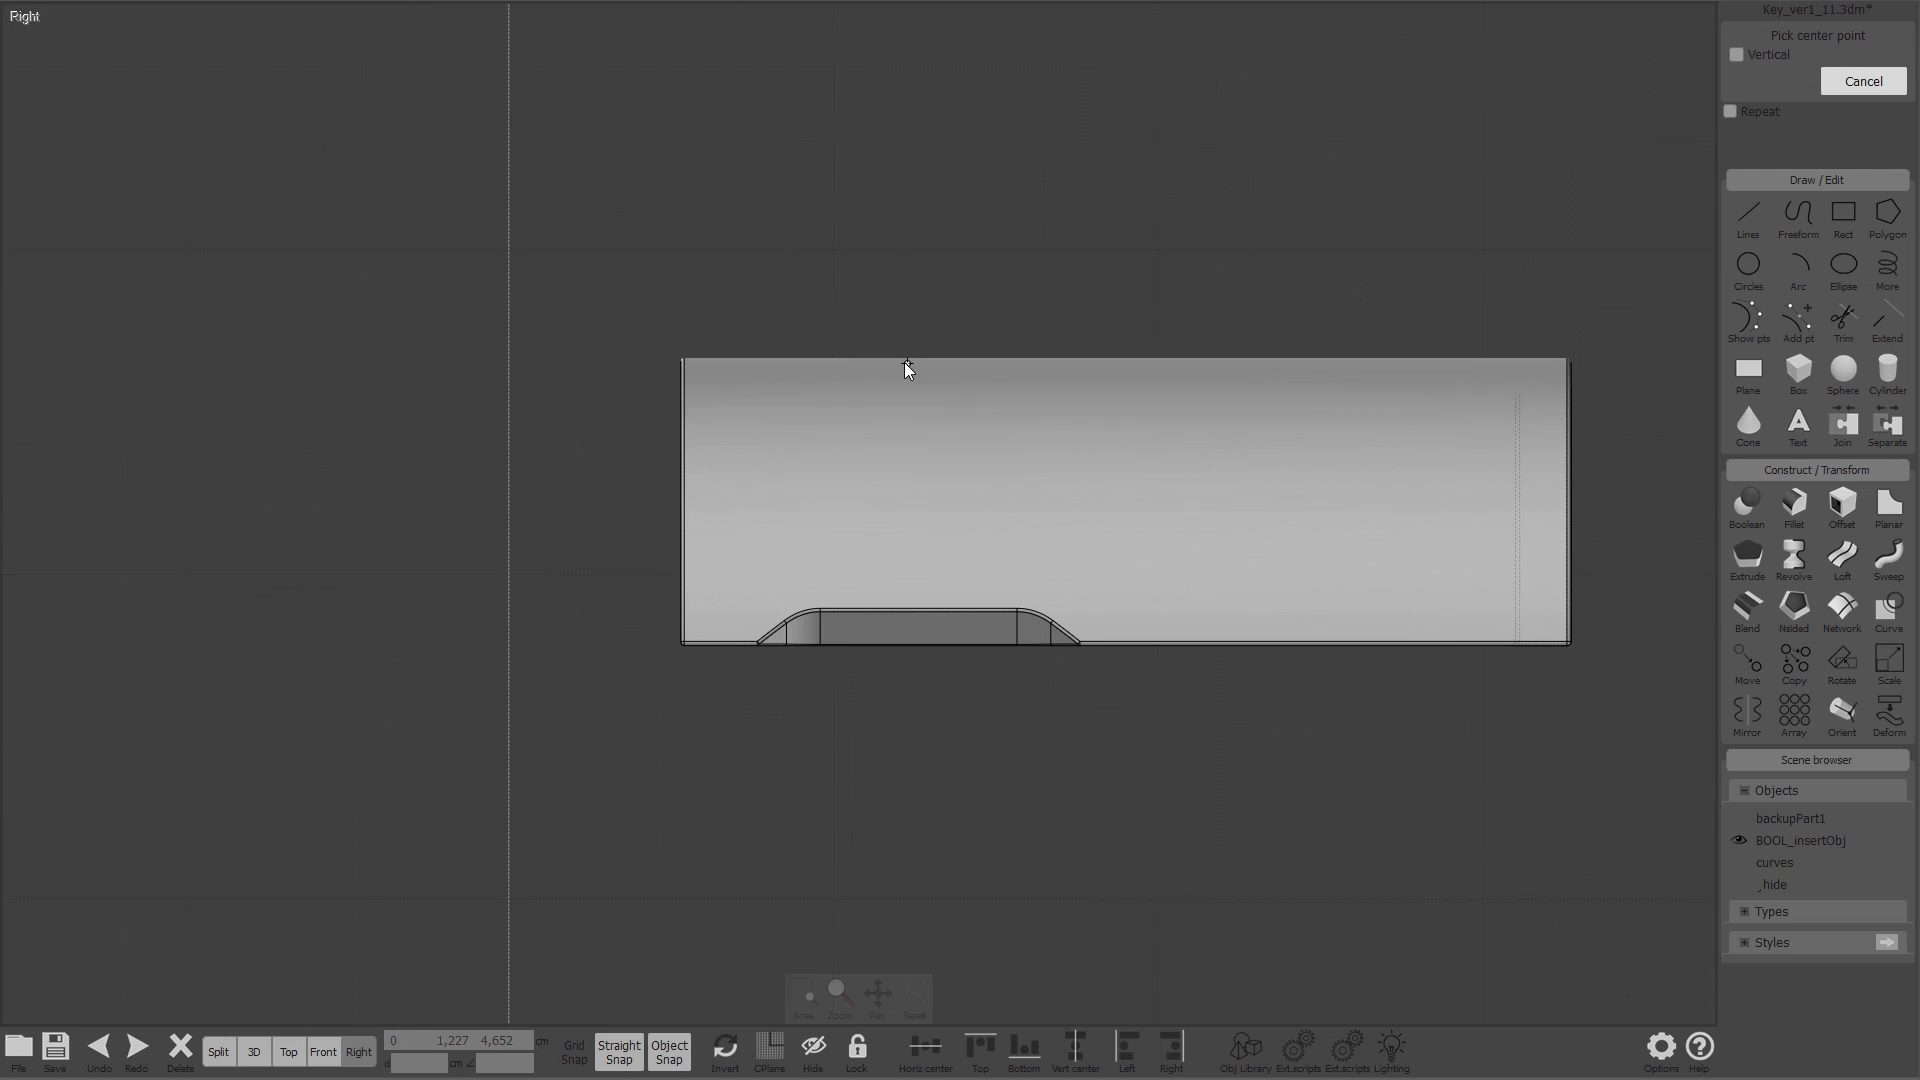 Right
Key_ver1_11.3dm*
Pick center point
Vertical
Cancel
Repeat
Draw / Edit
Lines Freeform Rect Polygon
Circles Arc Ellipse More
Show pts Add pt Trim Extend
Plane Box Sphere Cylinder
Cone Text Join Separate
Construct / Transform
Boolean Fillet Offset Planar
Extrude Revolve Loft Sweep
Blend Nsided Network Curve
Move Copy Rotate Scale
Mirror Array Orient Deform
Scene browser
Objects
backupPart1
BOOL_insertObj
curves
_hide
Types
Styles
Area Zoom Pan Reset
File Save Undo Redo Delete
Split 3D Top Front Right
0 1,227 4,652 cm
d cm ∠
Grid Snap
Straight Snap
Object Snap
Invert CPlane Hide Lock
Horiz center Top Bottom Vert center Left Right
Obj Library Ext.scripts Ext.scripts Lighting
Options Help